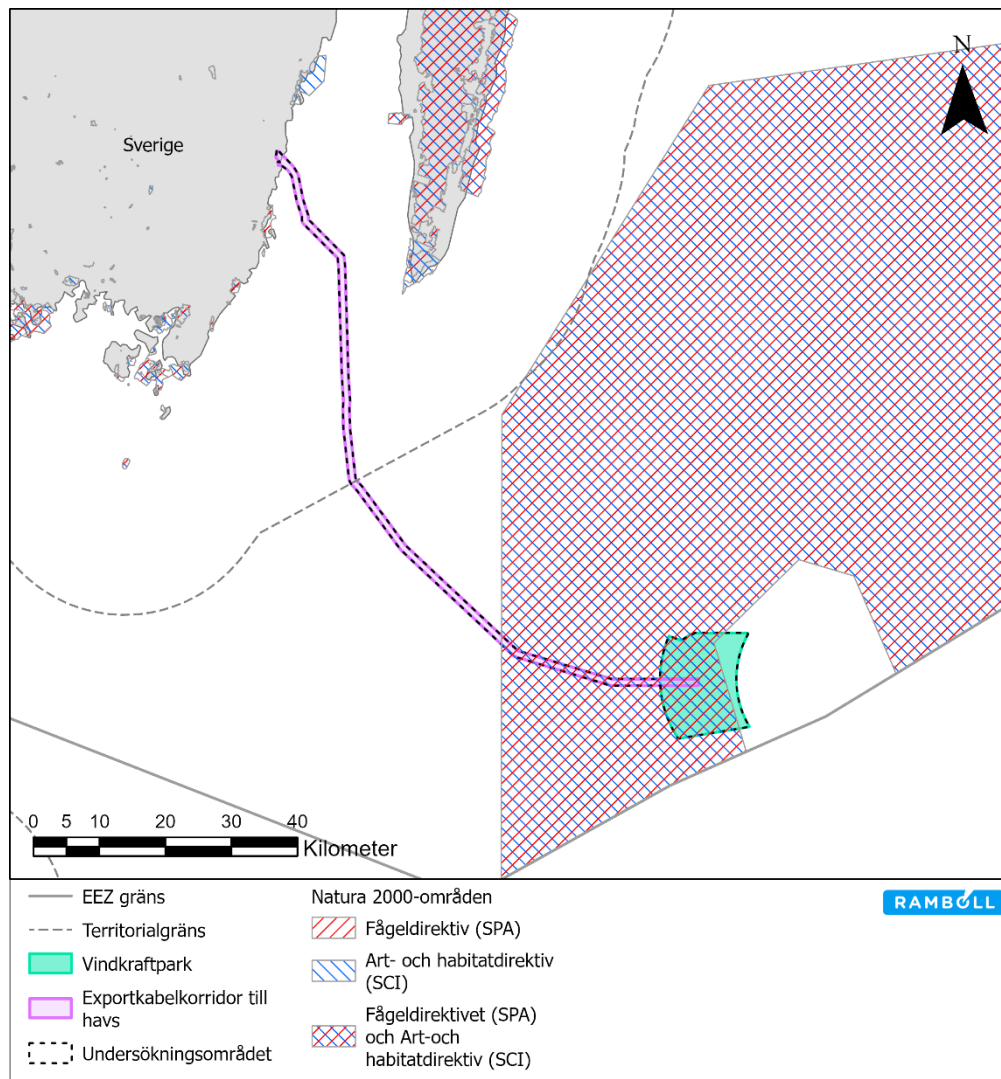 N
Sverige
0 5 10 20 30 40
Kilometer
EEZ gräns
Territorialgräns
Vindkraftpark
Exportkabelkorridor till
havs
Undersökningsområdet
Natura 2000-områden
Fågeldirektiv (SPA)
Art- och habitatdirektiv
(SCI)
Fågeldirektivet (SPA)
och Art-och
habitatdirektiv (SCI)
RAMBOLL